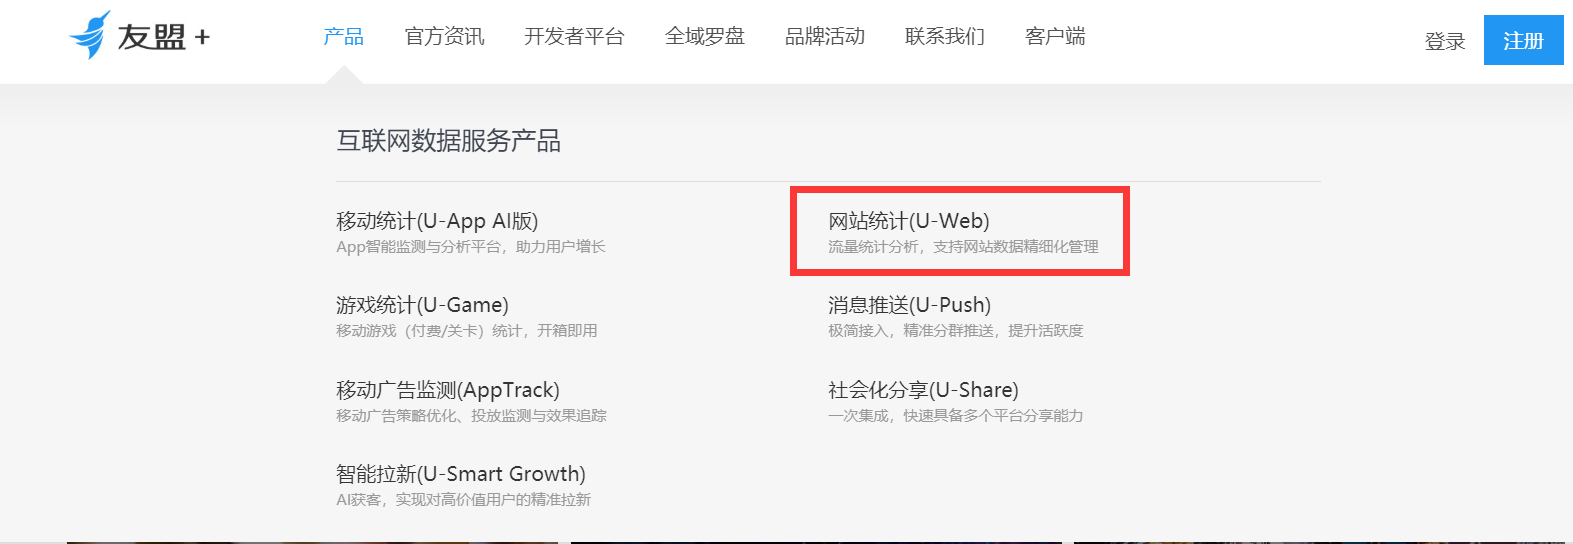 友盟+
产品
官方资讯
开发者平台
全域罗盘
品牌活动
联系我们
客户端
登录
注册
互联网数据服务产品
移动统计(U-App AI版)
App智能监测与分析平台，助力用户增长
网站统计(U-Web)
流量统计分析，支持网站数据精细化管理
游戏统计(U-Game)
移动游戏（付费/关卡）统计，开箱即用
消息推送(U-Push)
极简接入，精准分群推送，提升活跃度
移动广告监测(AppTrack)
移动广告策略优化、投放监测与效果追踪
社会化分享(U-Share)
一次集成，快速具备多个平台分享能力
智能拉新(U-Smart Growth)
AI获客，实现对高价值用户的精准拉新